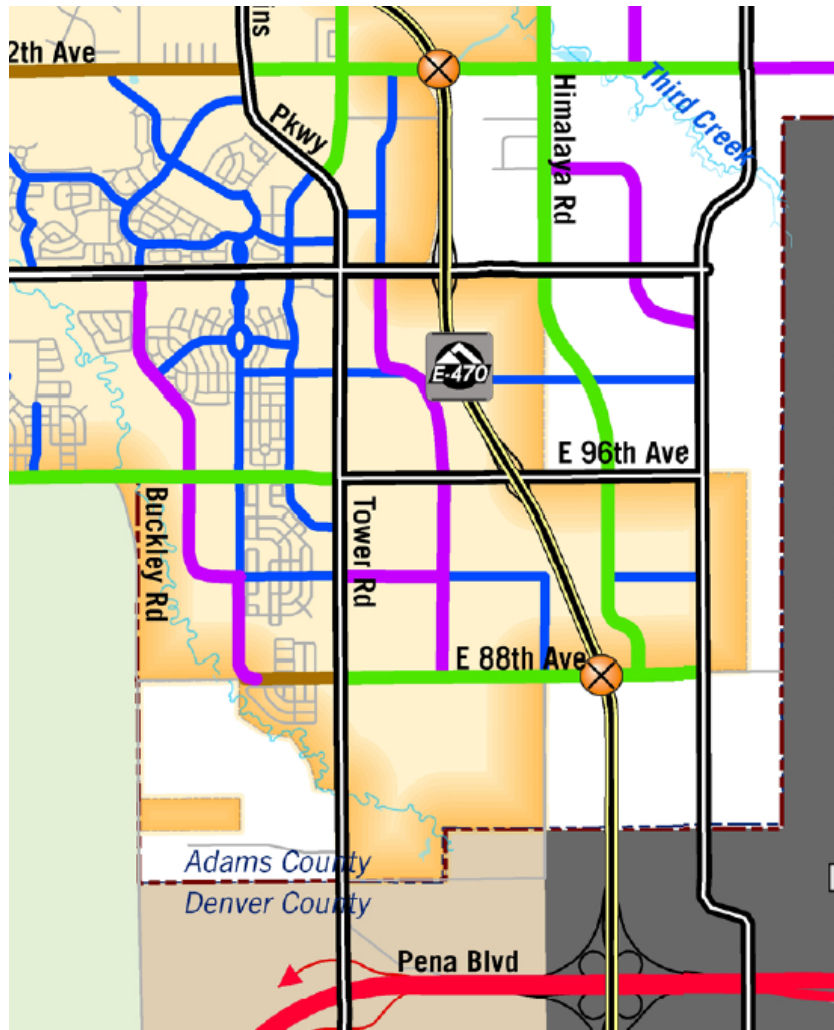 ins
2th Ave
Pkwy
Himalaya Rd
Third Creek
E-470
E 96th Ave
Buckley Rd
Tower Rd
E 88th Ave
Adams County
Denver County
Pena Blvd